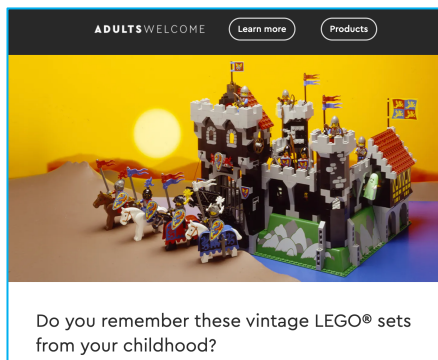 ADULTSWELCOME
Learn more
Products
Do you remember these vintage LEGO® sets
from your childhood?